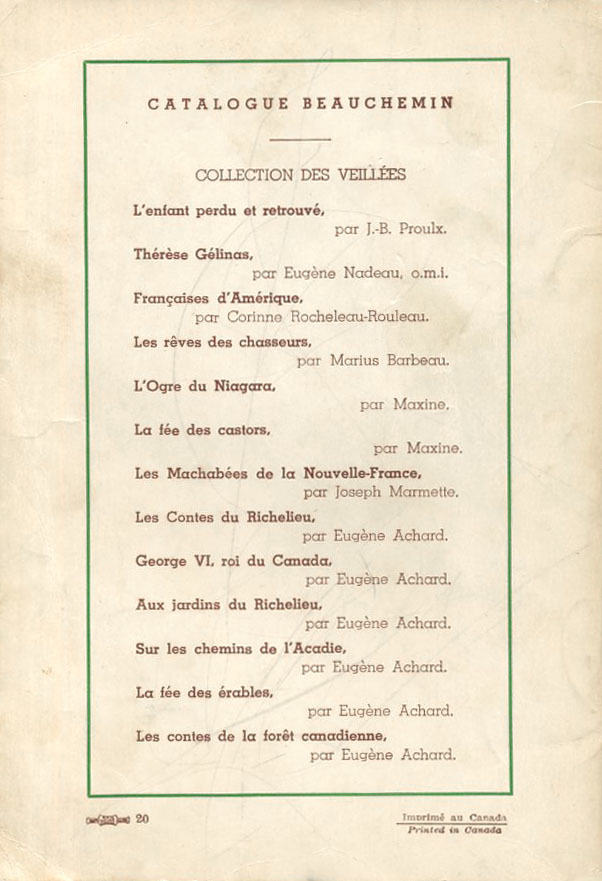 CATALOGUE BEAUCHEMIN
COLLECTION DES VEILLÉES
L'enfant perdu et retrouvé,
par J.-B. Proulx.
Thérèse Gélinas,
par Eugène Nadeau, o.m.i.
Françaises d'Amérique,
par Corinne Rocheleau-Rouleau.
Les rêves des chasseurs,
par Marius Barbeau.
L'Ogre du Niagara,
par Maxine.
La fée des castors,
par Maxine.
Les Machabées de la Nouvelle-France,
par Joseph Marmette.
Les Contes du Richelieu,
par Eugène Achard.
George VI, roi du Canada,
par Eugène Achard.
Aux jardins du Richelieu,
par Eugène Achard.
Sur les chemins de l'Acadie,
par Eugène Achard.
La fée des érables,
par Eugène Achard.
Les contes de la forêt canadienne,
par Eugène Achard.
20
Imprimé au Canada
Printed in Canada